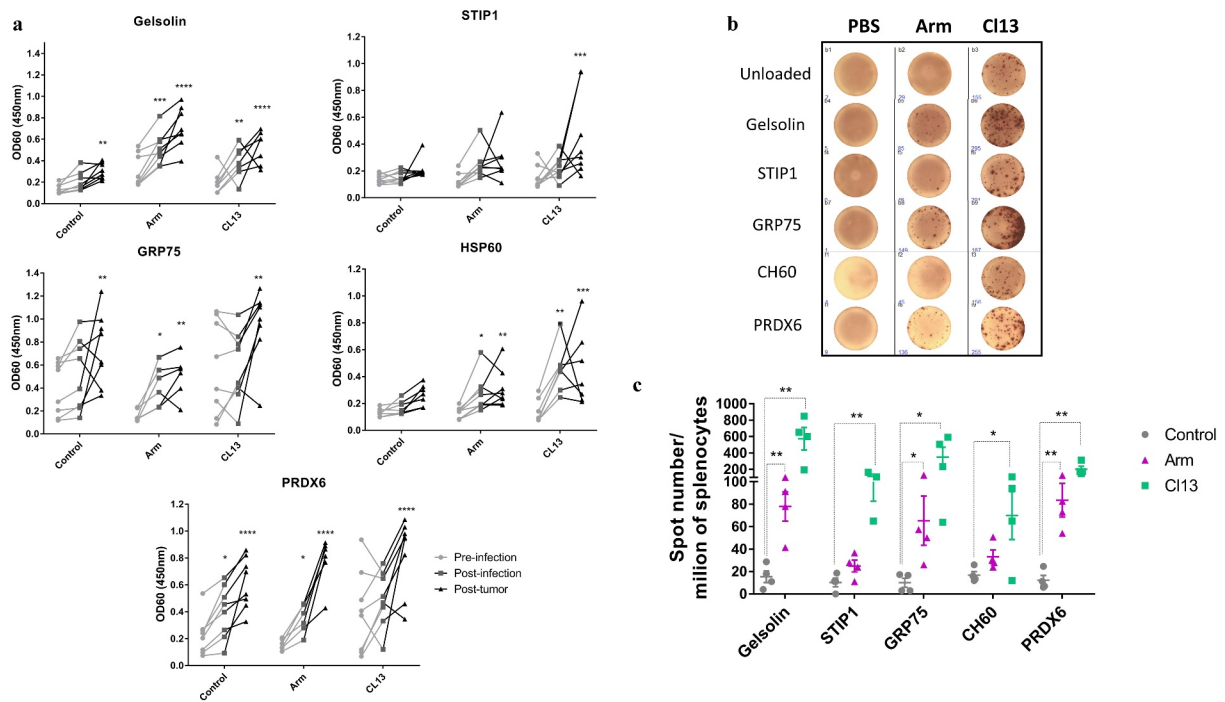 a
Gelsolin
OD60 (450nm)
1.4
1.2
1.0
0.8
0.6
0.4
0.2
0.0
**
***
****
**
****
Control
Arm
CL13
STIP1
OD60 (450nm)
1.4
1.2
1.0
0.8
0.6
0.4
0.2
0.0
***
Control
Arm
CL13
GRP75
OD60 (450nm)
1.4
1.2
1.0
0.8
0.6
0.4
0.2
0.0
**
*
**
**
Control
Arm
CL13
HSP60
OD60 (450nm)
1.4
1.2
1.0
0.8
0.6
0.4
0.2
0.0
*
**
**
***
Control
Arm
CL13
PRDX6
OD60 (450nm)
1.2
1.0
0.8
0.6
0.4
0.2
0.0
*
****
*
****
****
Control
Arm
CL13
Pre-infection
Post-infection
Post-tumor
b
PBS Arm Cl13
Unloaded
Gelsolin
STIP1
GRP75
CH60
PRDX6
b1 b2 b3
c
Spot number/
milion of splenocytes
1000
800
600
400
200
100
80
60
40
20
0
**
**
**
*
*
*
**
**
Gelsolin
STIP1
GRP75
CH60
PRDX6
Control
Arm
Cl13